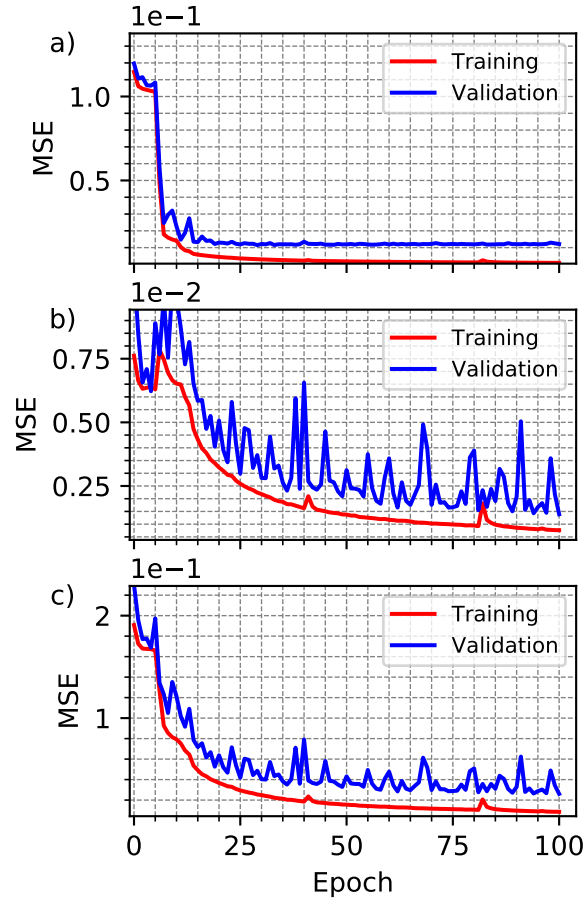 1e-1
a)
Training
Validation
1.0
0.5
MSE
1e-2
b)
Training
Validation
0.75
0.50
0.25
MSE
1e-1
c)
Training
Validation
2
1
MSE
0
25
50
75
100
Epoch